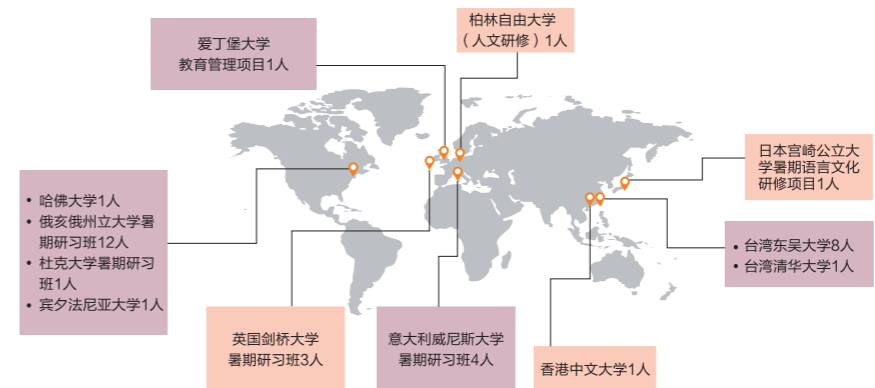 柏林自由大学
（人文研修）1人
爱丁堡大学
教育管理项目1人
日本宫崎公立大
学暑期语言文化
研修项目1人
• 哈佛大学1人
• 俄亥俄州立大学暑
期研习班12人
• 杜克大学暑期研习
班1人
• 宾夕法尼亚大学1人
• 台湾东吴大学8人
• 台湾清华大学1人
英国剑桥大学
暑期研习班3人
意大利威尼斯大学
暑期研习班4人
香港中文大学1人